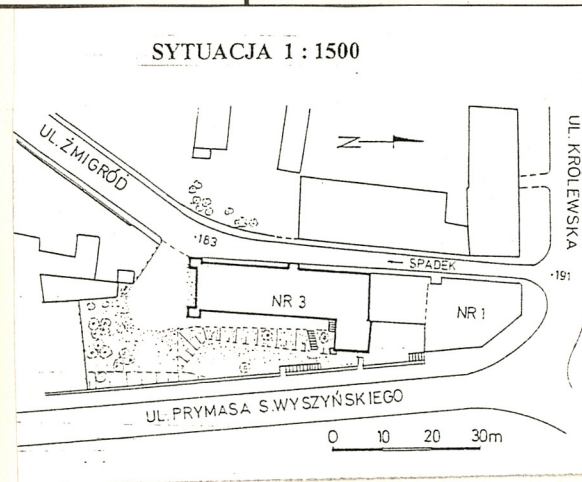 SYTUACJA 1 : 1500
UL. ŻMIGRÓD
N
UL. KRÓLEWSKA
·183
← SPADEK
·191
NR 3
NR 1
UL. PRYMASA S. WYSZYŃSKIEGO
0 10 20 30m